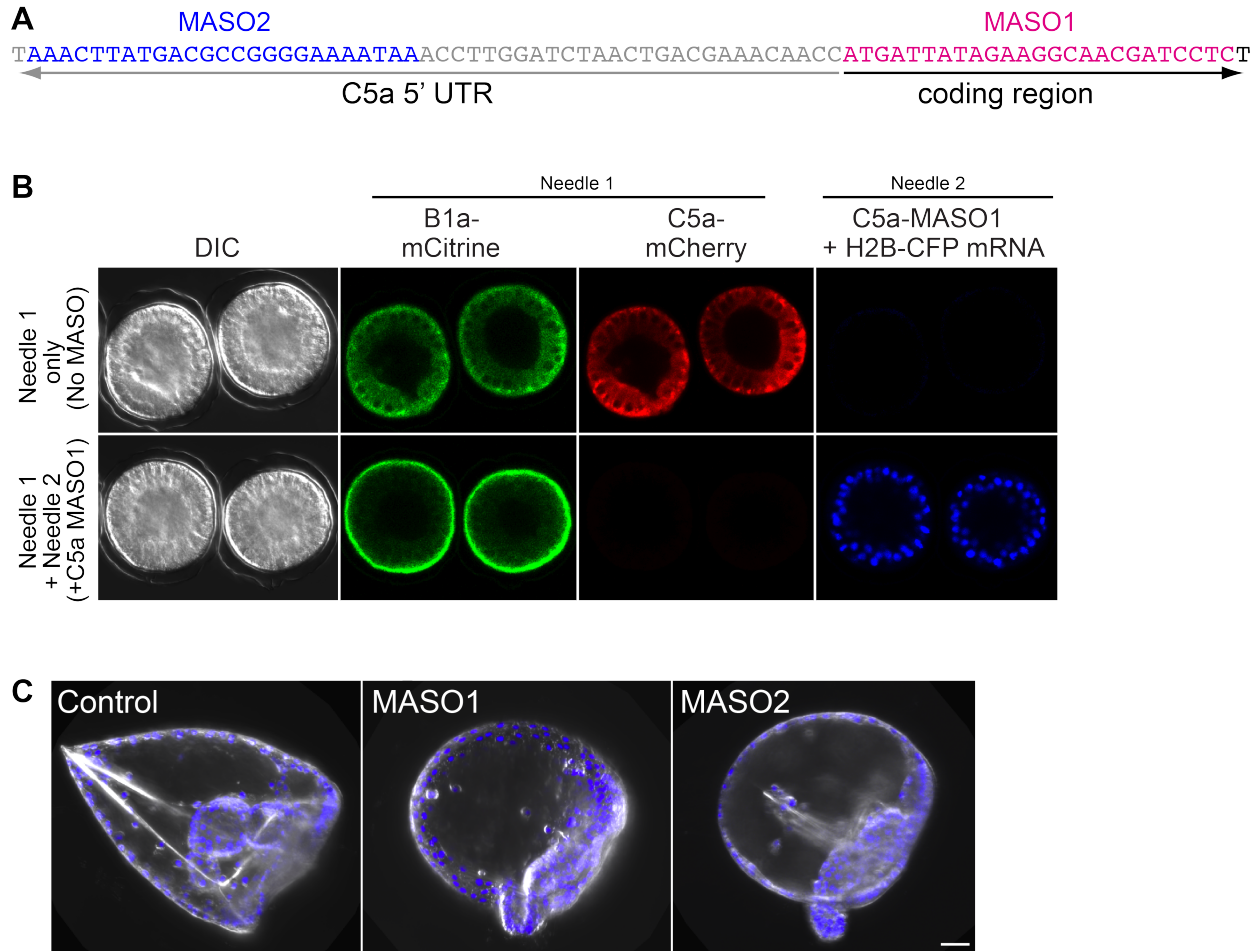 A
MASO2 MASO1
TAAACTTATGACGCCGGGGAAAATAAACCTTGGATCTAACTGACGAAACAACCATGATTATAGAAGGCAACGATCCTCT
C5a 5’ UTR coding region
B
Needle 1 Needle 2
DIC
B1a-
mCitrine
C5a-
mCherry
C5a-MASO1
+ H2B-CFP mRNA
Needle 1
only
(No MASO)
Needle 1
+ Needle 2
(+C5a MASO1)
C
Control MASO1 MASO2